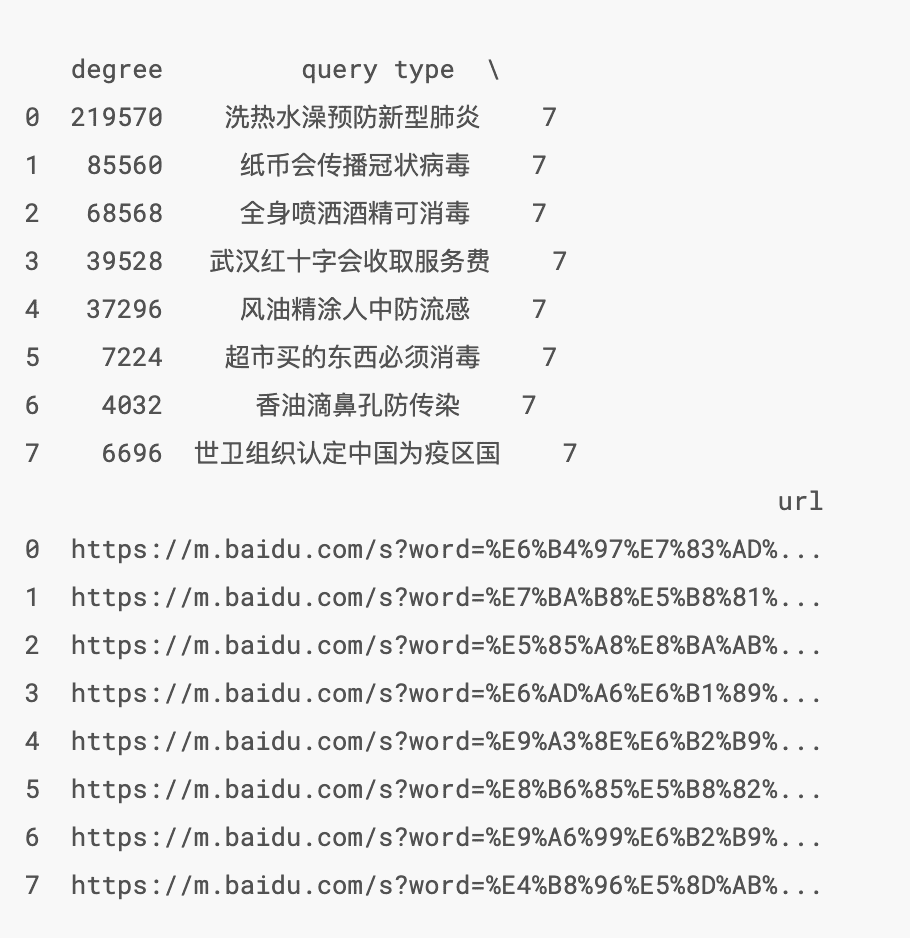 degree query type \
0 219570 洗热水澡预防新型肺炎 7
1 85560 纸币会传播冠状病毒 7
2 68568 全身喷洒酒精可消毒 7
3 39528 武汉红十字会收取服务费 7
4 37296 风油精涂人中防流感 7
5 7224 超市买的东西必须消毒 7
6 4032 香油滴鼻孔防传染 7
7 6696 世卫组织认定中国为疫区国 7
url
0 https://m.baidu.com/s?word=%E6%B4%97%E7%83%AD%...
1 https://m.baidu.com/s?word=%E7%BA%B8%E5%B8%81%...
2 https://m.baidu.com/s?word=%E5%85%A8%E8%BA%AB%...
3 https://m.baidu.com/s?word=%E6%AD%A6%E6%B1%89%...
4 https://m.baidu.com/s?word=%E9%A3%8E%E6%B2%B9%...
5 https://m.baidu.com/s?word=%E8%B6%85%E5%B8%82%...
6 https://m.baidu.com/s?word=%E9%A6%99%E6%B2%B9%...
7 https://m.baidu.com/s?word=%E4%B8%96%E5%8D%AB%...